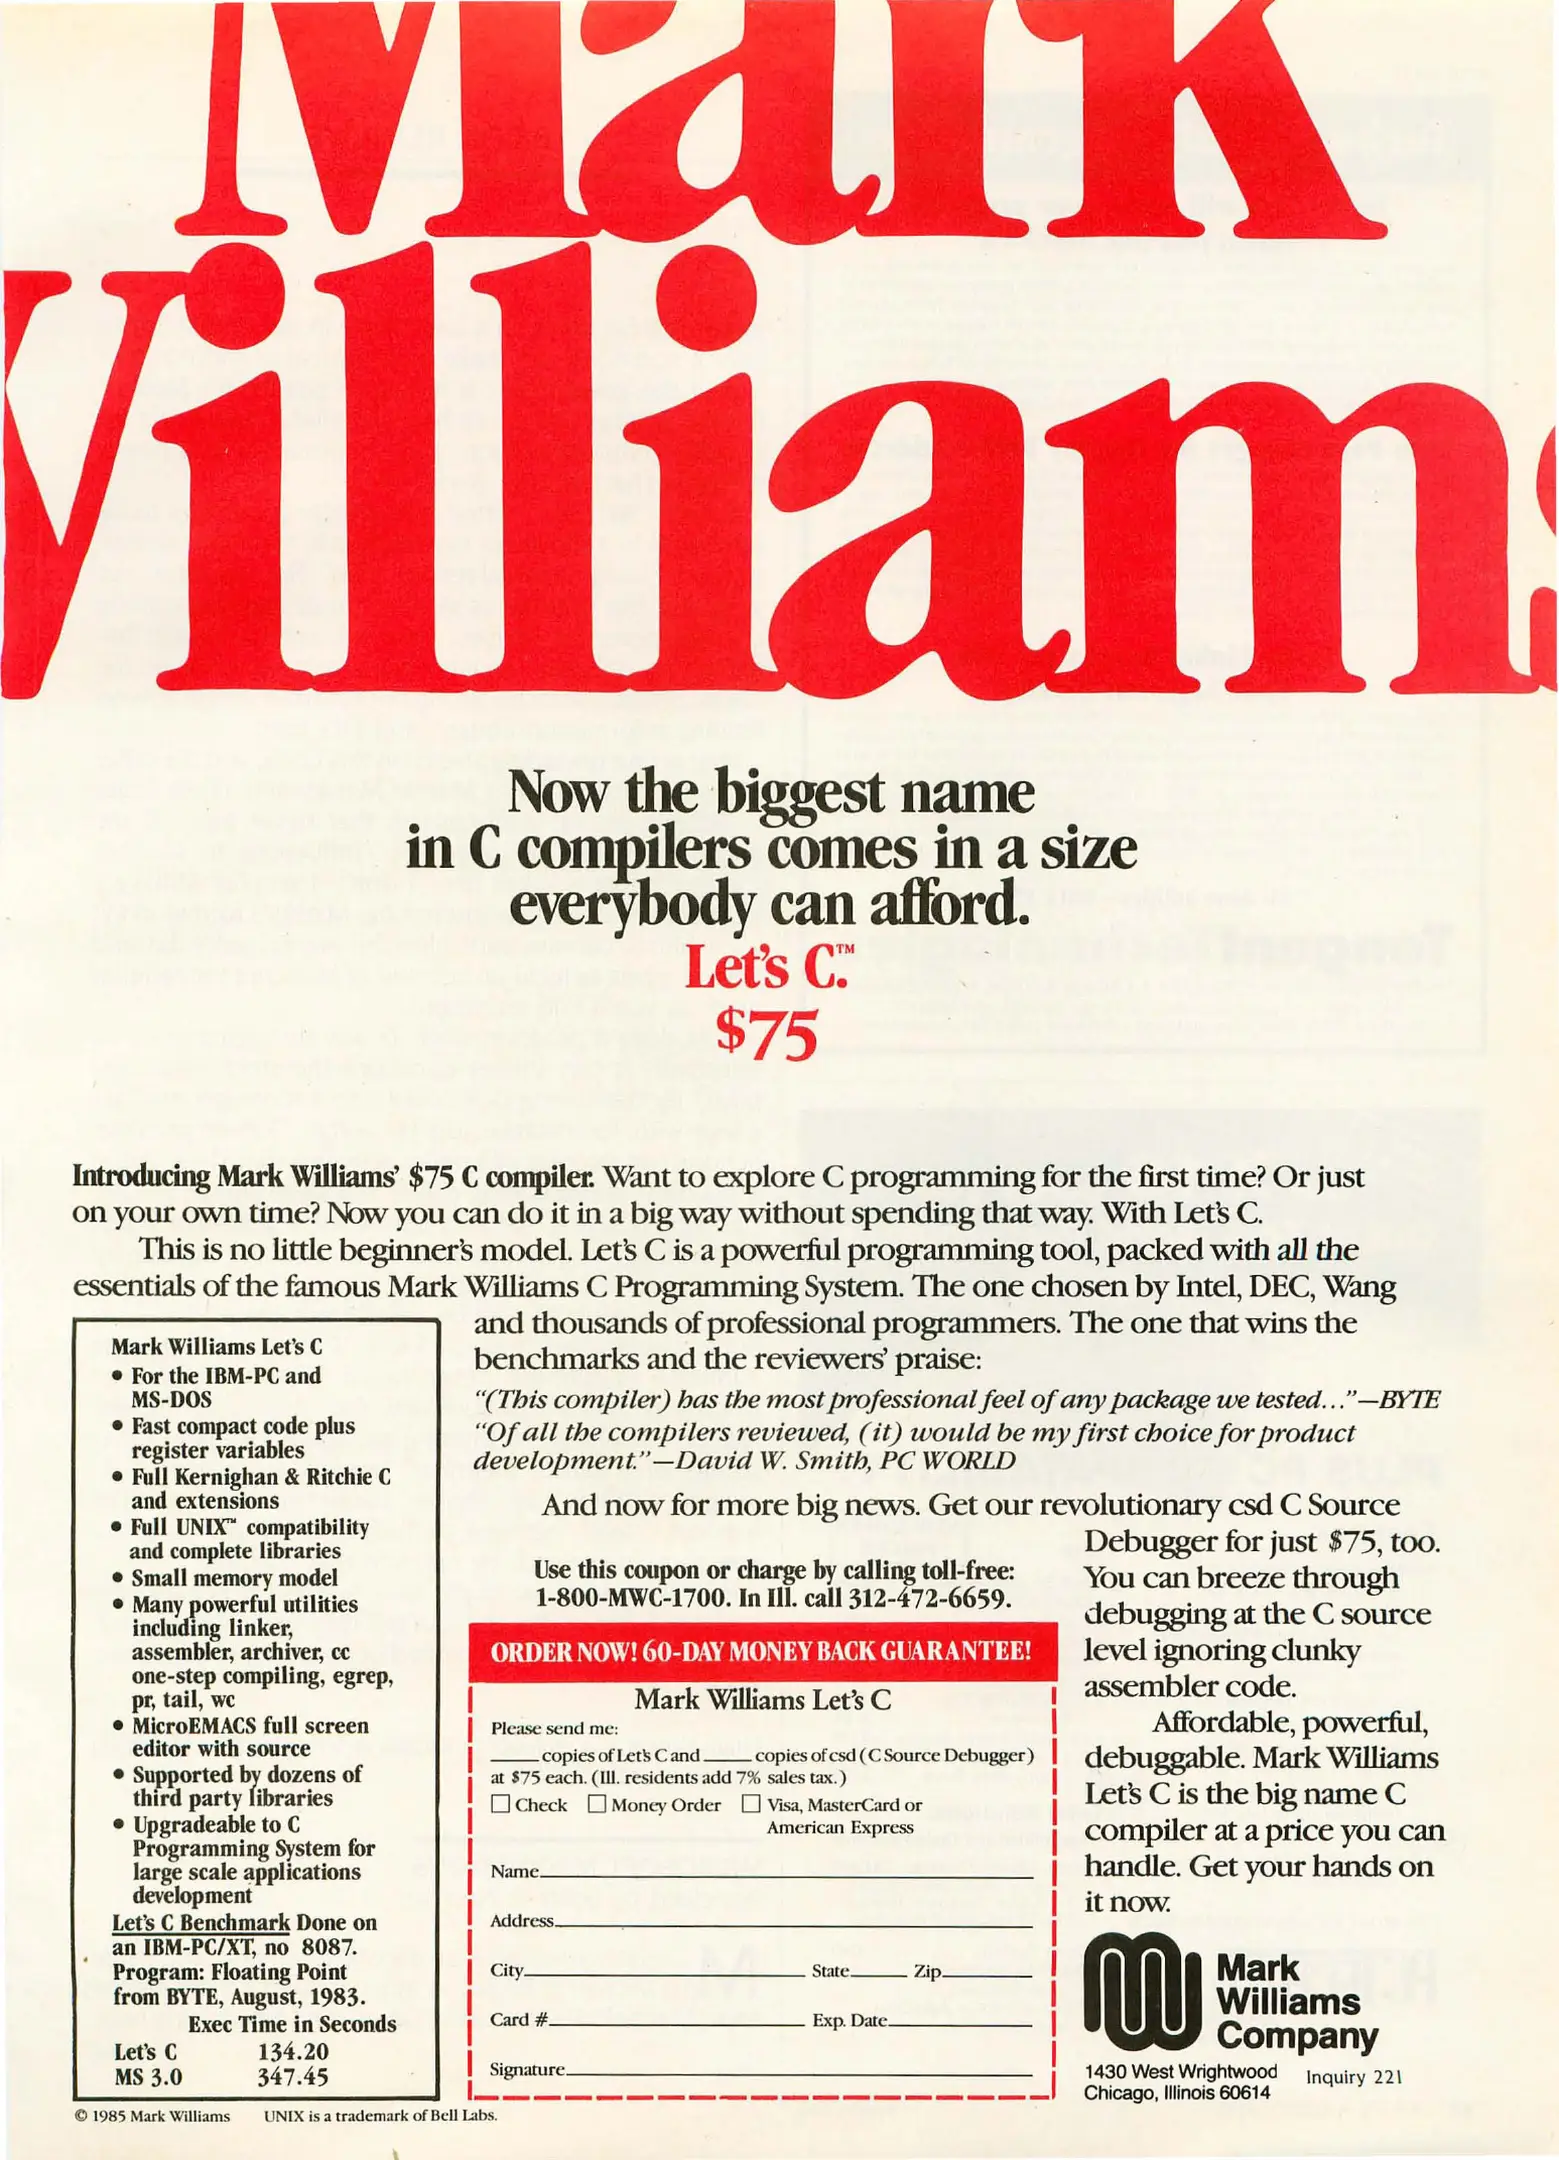 Mark
Williams
Now the biggest name
in C compilers comes in a size
everybody can afford.
Let's C.™
$75
Introducing Mark Williams' $75 C compiler. Want to explore C programming for the first time? Or just
on your own time? Now you can do it in a big way without spending that way. With Let's C.
This is no little beginner's model. Let's C is a powerful programming tool, packed with all the
essentials of the famous Mark Williams C Programming System. The one chosen by Intel, DEC, Wang
and thousands of professional programmers. The one that wins the
benchmarks and the reviewers' praise:
"(This compiler) has the most professional feel of any package we tested..."—BYTE
"Of all the compilers reviewed, (it) would be my first choice for product
development."—David W. Smith, PC WORLD
And now for more big news. Get our revolutionary csd C Source
Debugger for just $75, too.
You can breeze through
debugging at the C source
level ignoring clunky
assembler code.
Affordable, powerful,
debuggable. Mark Williams
Let's C is the big name C
compiler at a price you can
handle. Get your hands on
it now.
Mark Williams Let's C
• For the IBM-PC and
MS-DOS
• Fast compact code plus
register variables
• Full Kernighan & Ritchie C
and extensions
• Full UNIX™ compatibility
and complete libraries
• Small memory model
• Many powerful utilities
including linker,
assembler, archiver, cc
one-step compiling, egrep,
pr, tail, wc
• MicroEMACS full screen
editor with source
• Supported by dozens of
third party libraries
• Upgradeable to C
Programming System for
large scale applications
development
Let's C Benchmark Done on
an IBM-PC/XT, no 8087.
Program: Floating Point
from BYTE, August, 1983.
Exec Time in Seconds
Let's C 134.20
MS 3.0 347.45
Use this coupon or charge by calling toll-free:
1-800-MWC-1700. In Ill. call 312-472-6659.
ORDER NOW! 60-DAY MONEY BACK GUARANTEE!
Mark Williams Let's C
Please send me:
____ copies of Let's C and ____ copies of csd (C Source Debugger)
at $75 each. (Ill. residents add 7% sales tax.)
☐ Check ☐ Money Order ☐ Visa, MasterCard or
American Express
Name
Address
City State Zip
Card # Exp. Date
Signature
Mark
Williams
Company
1430 West Wrightwood
Chicago, Illinois 60614
Inquiry 221
© 1985 Mark Williams UNIX is a trademark of Bell Labs.